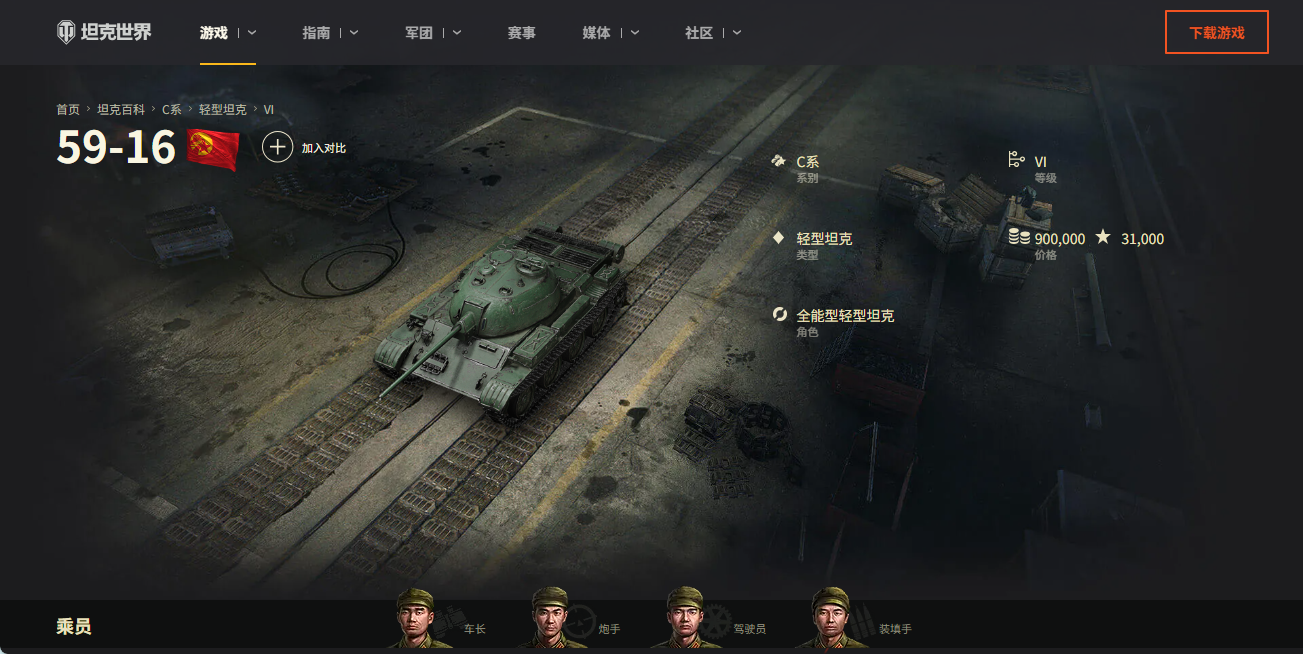 坦克世界
游戏
指南
军团
赛事
媒体
社区
下载游戏
首页 > 坦克百科 > C系 > 轻型坦克 > VI
59-16
加入对比
C系
系别
VI
等级
轻型坦克
类型
900,000 31,000
价格
全能型轻型坦克
角色
乘员
车长
炮手
驾驶员
装填手